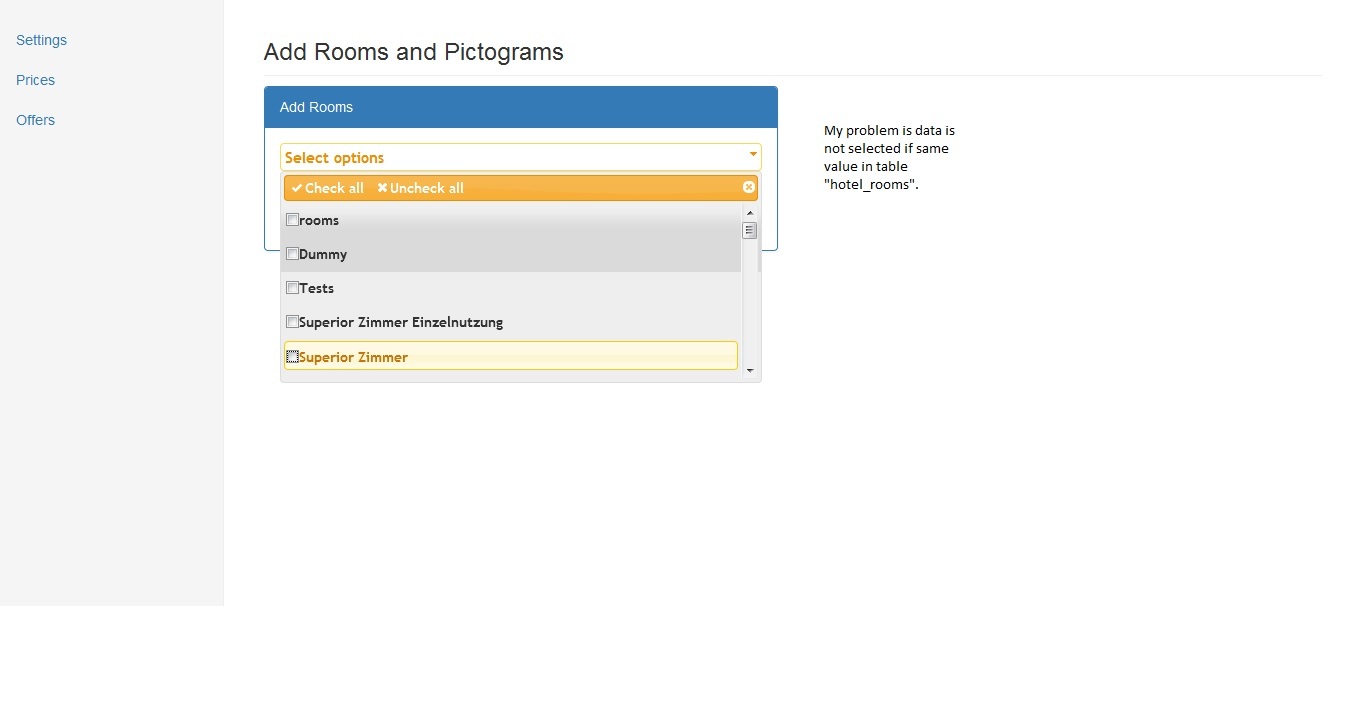 Settings
Prices
Offers
Add Rooms and Pictograms
Add Rooms
Select options
Check all Uncheck all
rooms
Dummy
Tests
Superior Zimmer Einzelnutzung
Superior Zimmer
My problem is data is
not selected if same
value in table
"hotel_rooms".